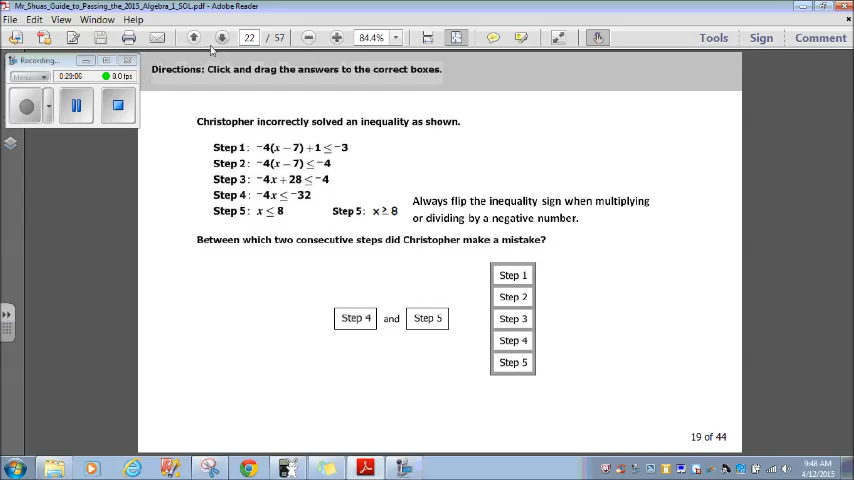 Mr_Shuas_Guide_to_Passing_the_2015_Algebra_1_SOL.pdf - Adobe Reader
File Edit View Window Help
22 / 57 84.4% Tools Sign Comment
Recording...
Manual
0:29:06 8.0 fps
Directions: Click and drag the answers to the correct boxes.
Christopher incorrectly solved an inequality as shown.
Step 1: ⁻4(x − 7) + 1 ≤ ⁻3
Step 2: ⁻4(x − 7) ≤ ⁻4
Step 3: ⁻4x + 28 ≤ ⁻4
Step 4: ⁻4x ≤ ⁻32
Step 5: x ≤ 8 Step 5: x ≥ 8
Always flip the inequality sign when multiplying
or dividing by a negative number.
Between which two consecutive steps did Christopher make a mistake?
Step 4 and Step 5
Step 1
Step 2
Step 3
Step 4
Step 5
19 of 44
9:48 AM
4/12/2015